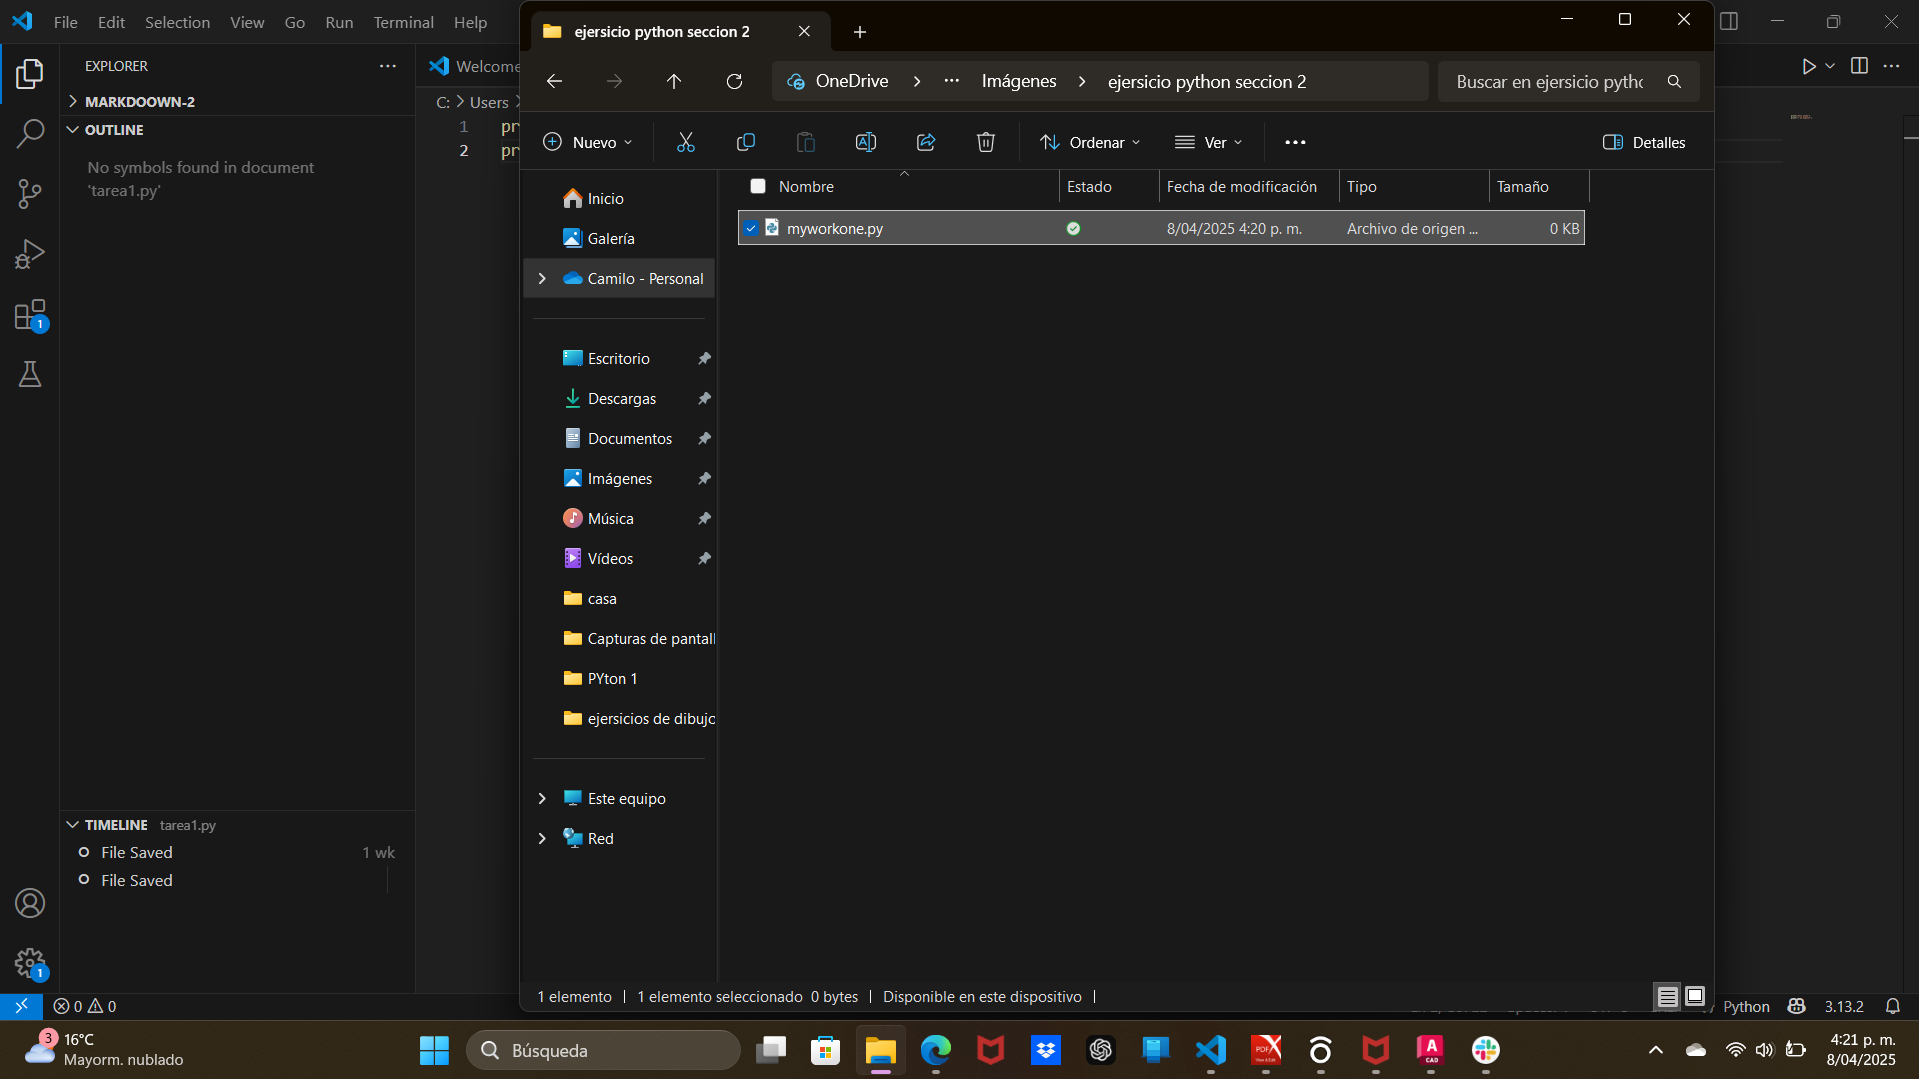 File Edit Selection View Go Run Terminal Help
EXPLORER
MARKDOOWN-2
OUTLINE
No symbols found in document
'tarea1.py'
TIMELINE tarea1.py
File Saved 1 wk
File Saved
Welcome
C: > Users >
1 pr
2 pr
ejersicio python seccion 2
OneDrive > ... Imágenes > ejersicio python seccion 2
Buscar en ejersicio pytho
Nuevo
Ordenar
Ver
Detalles
Nombre Estado Fecha de modificación Tipo Tamaño
myworkone.py 8/04/2025 4:20 p. m. Archivo de origen ... 0 KB
Inicio
Galería
Camilo - Personal
Escritorio
Descargas
Documentos
Imágenes
Música
Vídeos
casa
Capturas de pantall
PYton 1
ejersicios de dibujo
Este equipo
Red
1 elemento | 1 elemento seleccionado 0 bytes | Disponible en este dispositivo |
0 0
Python 3.13.2
3 16°C
Mayorm. nublado
Búsqueda
4:21 p. m.
8/04/2025
1
1
PDF
A
CAD